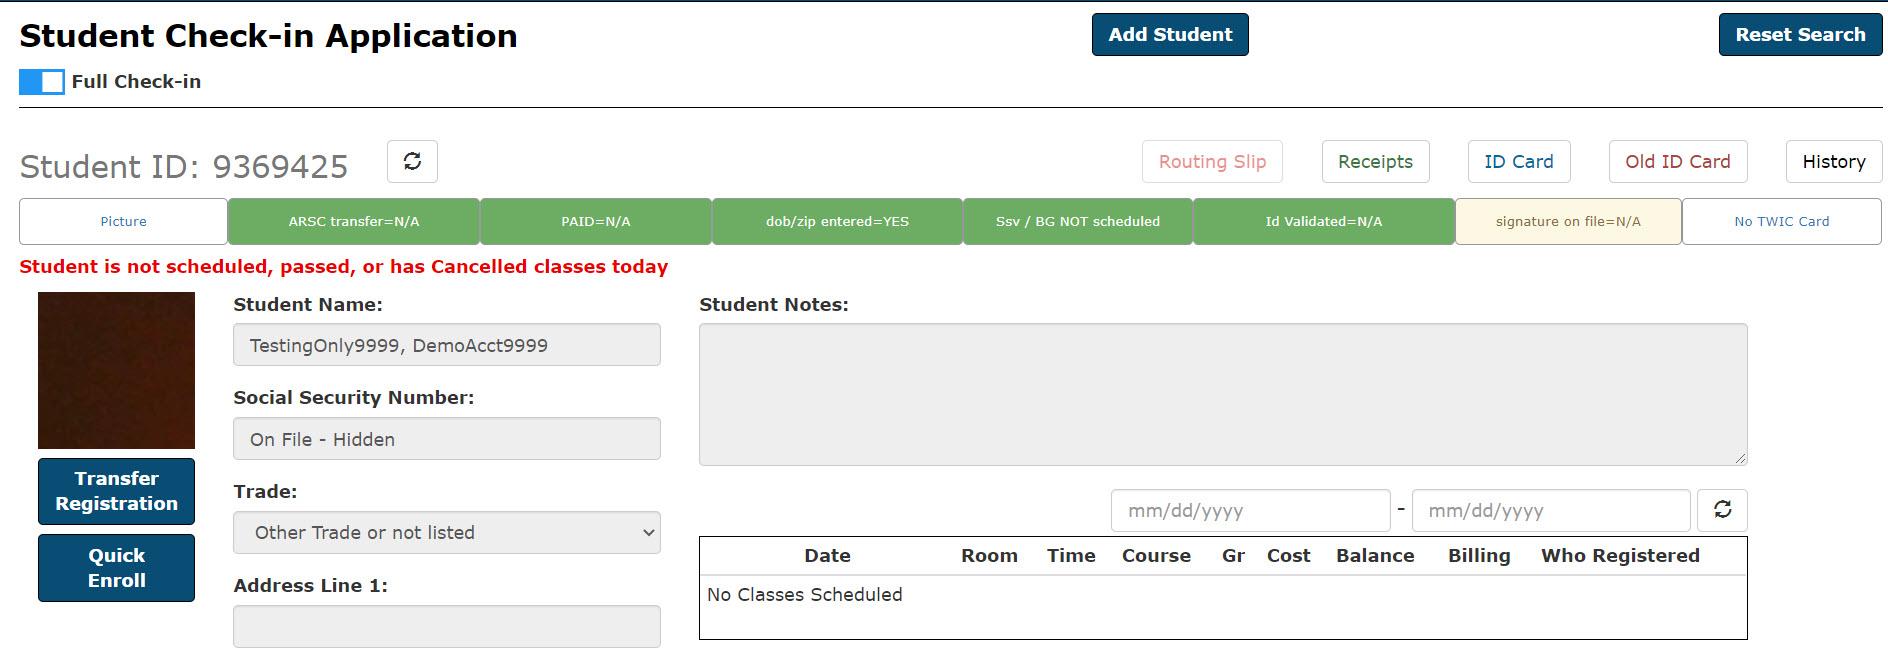 Student Check-in Application
Add Student
Reset Search
Full Check-in
Student ID: 9369425
Routing Slip
Receipts
ID Card
Old ID Card
History
Picture
ARSC transfer=N/A
PAID=N/A
dob/zip entered=YES
Ssv / BG NOT scheduled
Id Validated=N/A
signature on file=N/A
No TWIC Card
Student is not scheduled, passed, or has Cancelled classes today
Transfer
Registration
Quick
Enroll
Student Name:
TestingOnly9999, DemoAcct9999
Social Security Number:
On File - Hidden
Trade:
Other Trade or not listed
Address Line 1:
Student Notes:
mm/dd/yyyy - mm/dd/yyyy
Date Room Time Course Gr Cost Balance Billing Who Registered
No Classes Scheduled